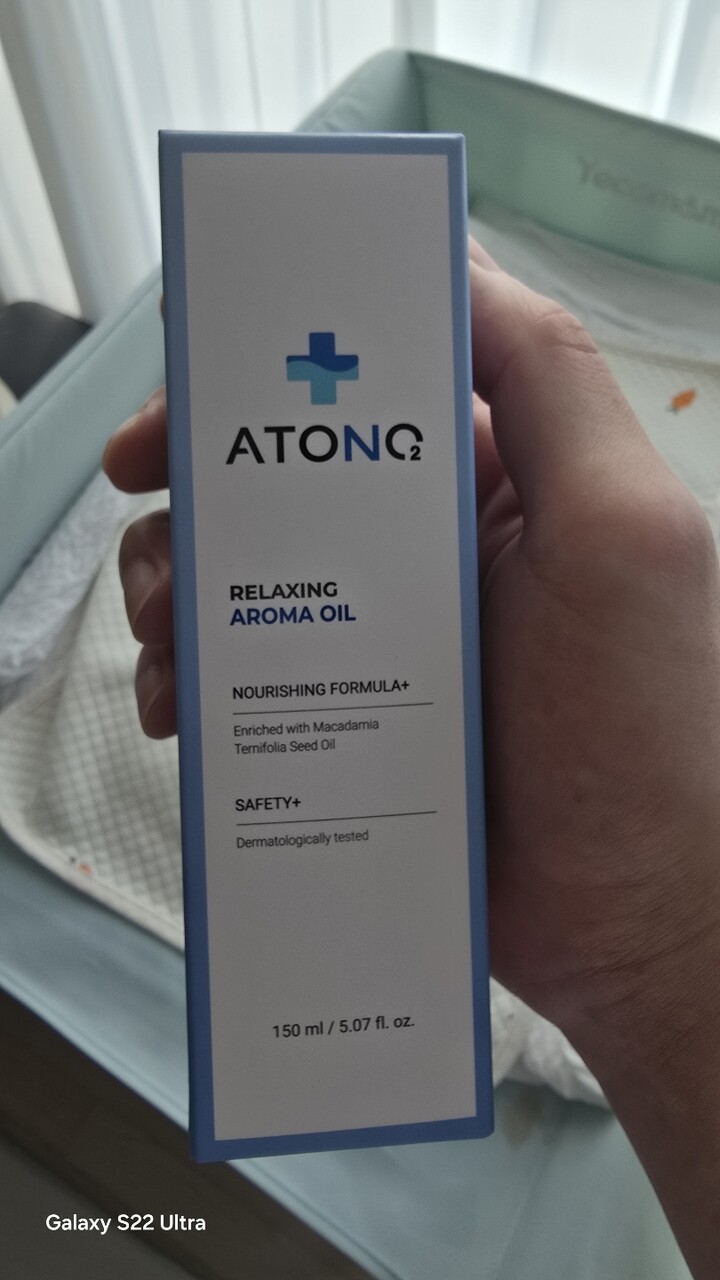 ATONO2
RELAXING
AROMA OIL
NOURISHING FORMULA+
Enriched with Macadamia
Ternifolia Seed Oil
SAFETY+
Dermatologically tested
150 ml / 5.07 fl. oz.
Galaxy S22 Ultra